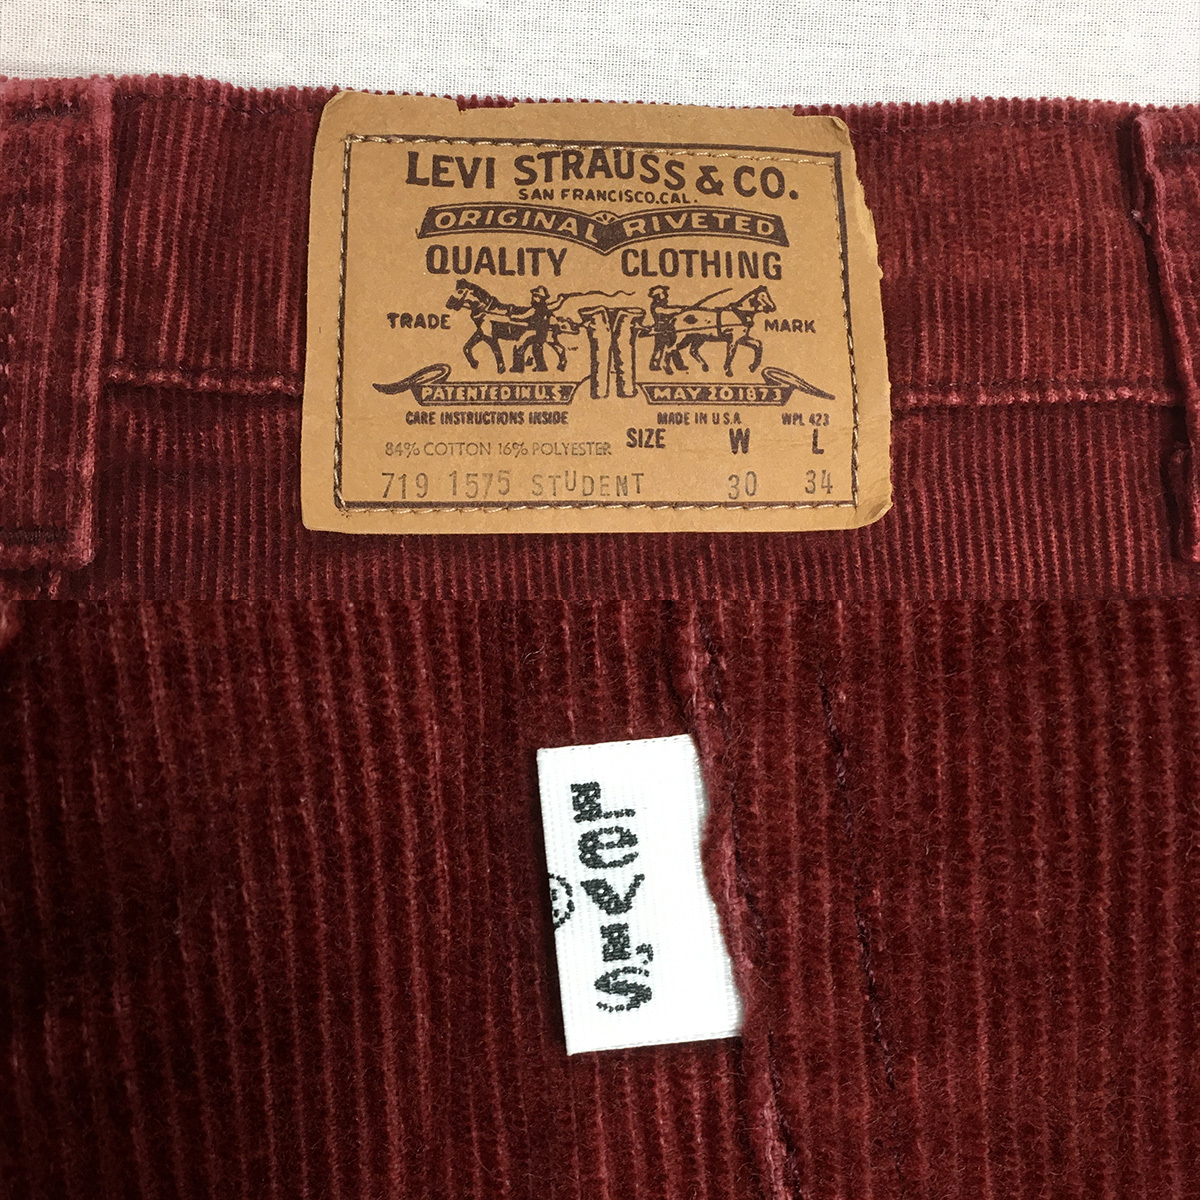 LEVI STRAUSS & CO.
SAN FRANCISCO.CAL.
ORIGINAL RIVETED
QUALITY CLOTHING
TRADE MARK
PATENTED IN U.S. MAY 20 1873
CARE INSTRUCTIONS INSIDE MADE IN U.S.A. WPL 423
84% COTTON 16% POLYESTER SIZE W L
719 1575 STUDENT 30 34
LEVI'S
®